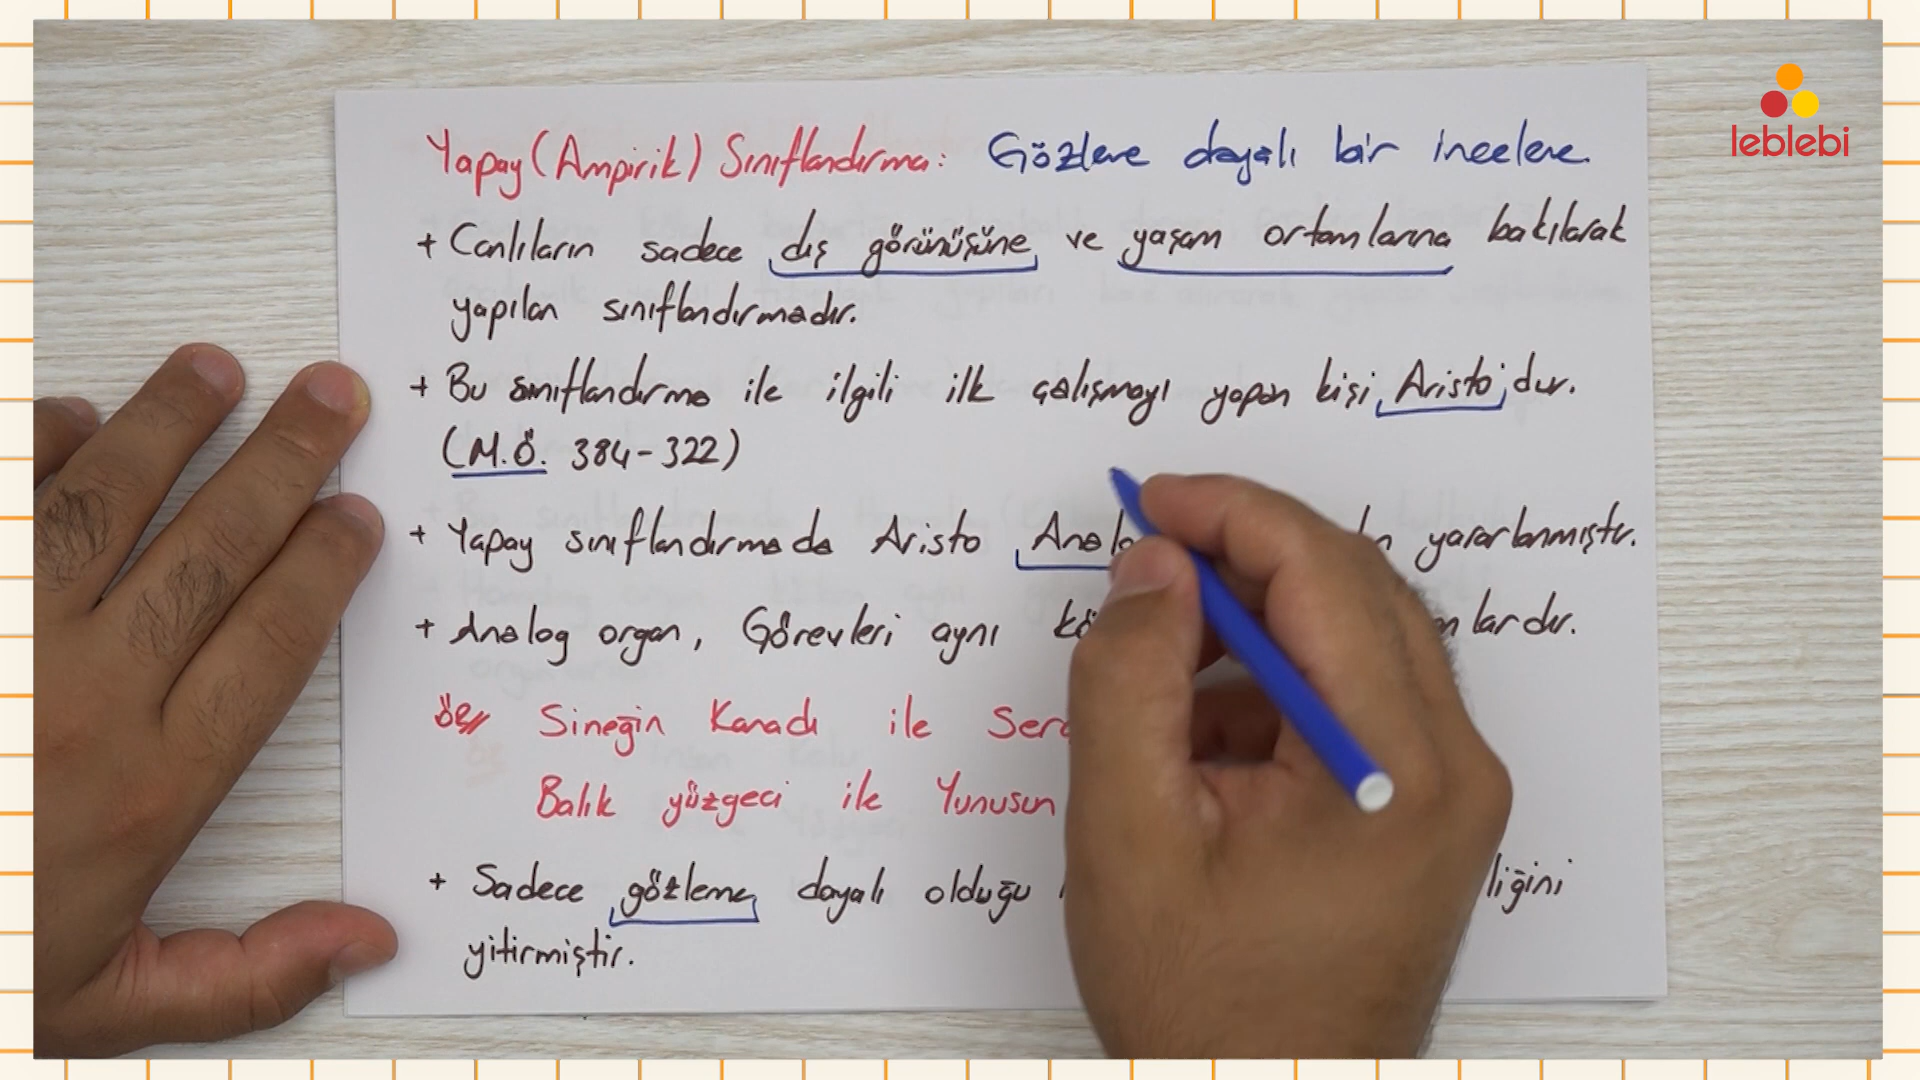 leblebi
Yapay (Ampirik) Sınıflandırma: Gözleme dayalı bir inceleme.
+ Canlıların sadece dış görünüşüne ve yaşam ortamlarına bakılarak
yapılan sınıflandırmadır.
+ Bu sınıflandırma ile ilgili ilk çalışmayı yapan kişi Aristo'dur.
(M.Ö. 384-322)
+ Yapay sınıflandırmada Aristo yararlanmıştır.
+ Analog organ, Görevleri aynı
ör// Sineğin Kanadı ile
Balık yüzgeci ile Yunusun
+ Sadece gözleme dayalı olduğu
yitirmiştir.